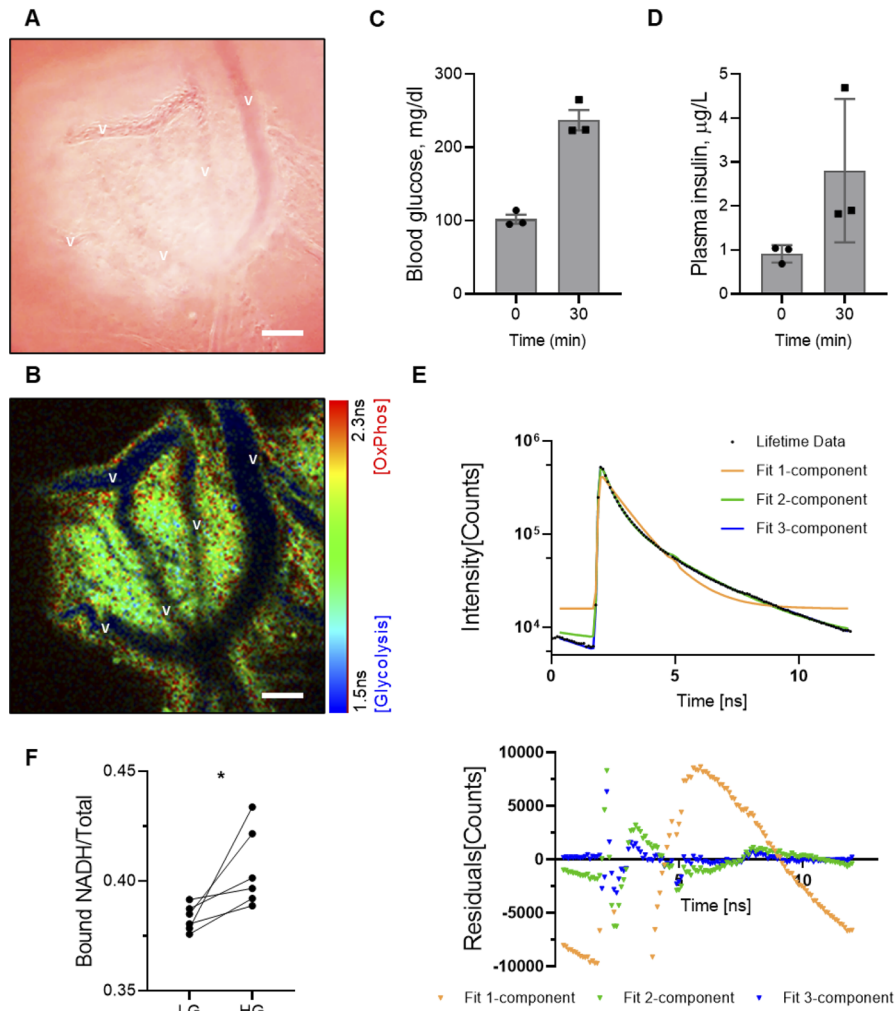 A
V
V
V
V
V
B
V
V
V
V
V
2.3ns
[OxPhos]
1.5ns
[Glycolysis]
C
Blood glucose, mg/dl
300
200
100
0
0
30
Time (min)
D
Plasma insulin, μg/L
5
4
3
2
1
0
0
30
Time (min)
E
Intensity[Counts]
10⁶
10⁵
10⁴
Lifetime Data
Fit 1-component
Fit 2-component
Fit 3-component
0
5
10
Time [ns]
Residuals[Counts]
10000
5000
0
-5000
-10000
5
10
Time [ns]
Fit 1-component
Fit 2-component
Fit 3-component
F
Bound NADH/Total
0.45
0.40
0.35
*
LG
HG